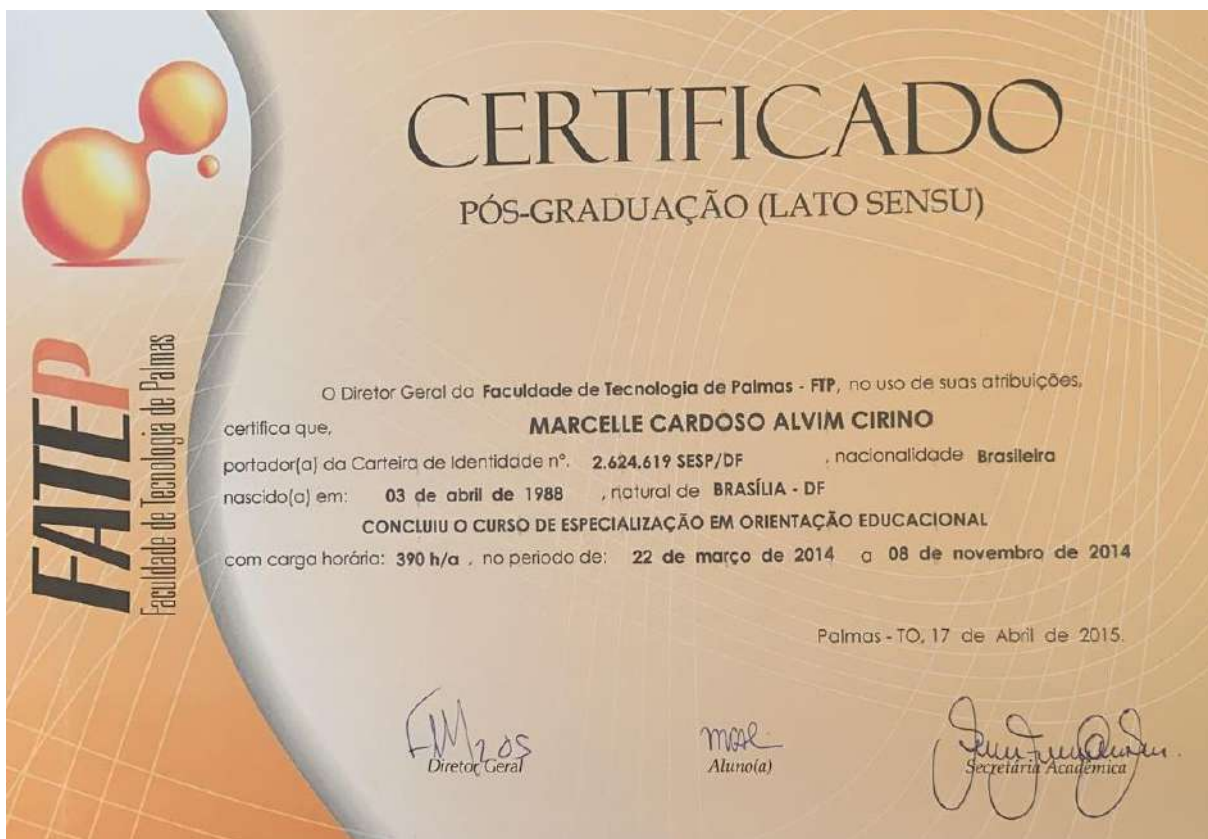 CERTIFICADO
PÓS-GRADUAÇÃO (LATO SENSU)
FATEP
Faculdade de Tecnologia de Palmas
O Diretor Geral da Faculdade de Tecnologia de Palmas - FTP, no uso de suas atribuições,
certifica que, MARCELLE CARDOSO ALVIM CIRINO
portador(a) da Carteira de Identidade nº. 2.624.619 SESP/DF , nacionalidade Brasileira
nascido(a) em: 03 de abril de 1988 , natural de BRASÍLIA - DF
CONCLUIU O CURSO DE ESPECIALIZAÇÃO EM ORIENTAÇÃO EDUCACIONAL
com carga horária: 390 h/a , no periodo de: 22 de março de 2014 a 08 de novembro de 2014
Palmas - TO, 17 de Abril de 2015.
Diretor Geral
Aluno(a)
Secretária Acadêmica